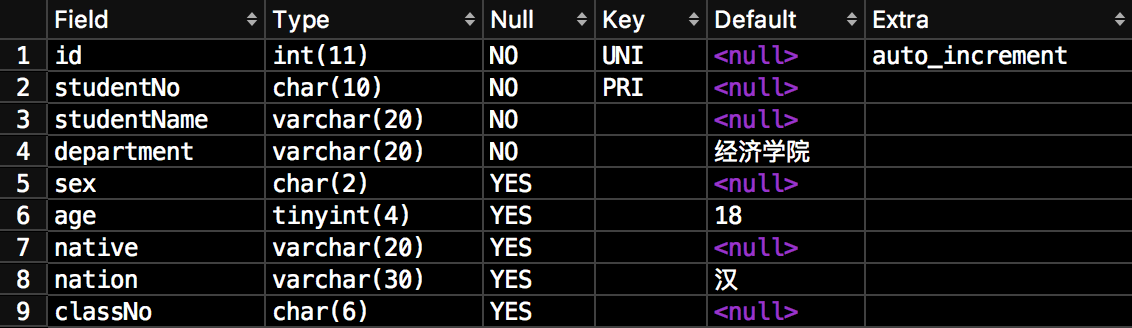 Field Type Null Key Default Extra
1 id int(11) NO UNI <null> auto_increment
2 studentNo char(10) NO PRI <null>
3 studentName varchar(20) NO <null>
4 department varchar(20) NO 经济学院
5 sex char(2) YES <null>
6 age tinyint(4) YES 18
7 native varchar(20) YES <null>
8 nation varchar(30) YES 汉
9 classNo char(6) YES <null>